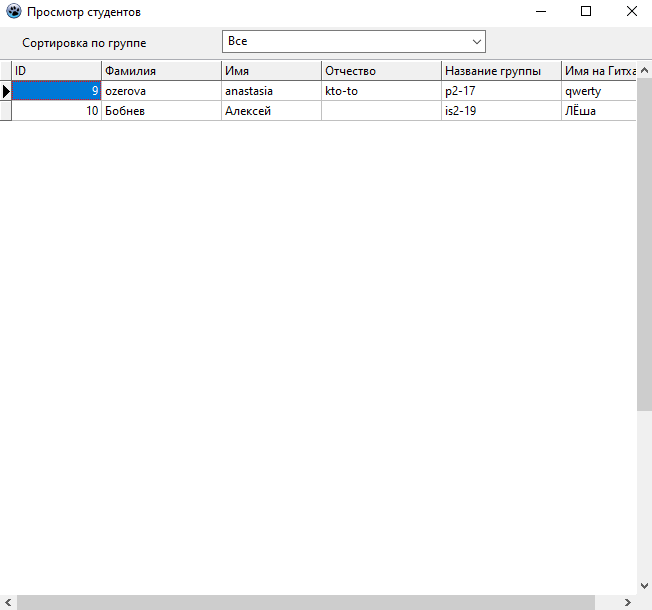 Просмотр студентов
Сортировка по группе Все
ID Фамилия Имя Отчество Название группы Имя на Гитха
9 ozerova anastasia kto-to p2-17 qwerty
10 Бобнев Алексей is2-19 ЛЁша